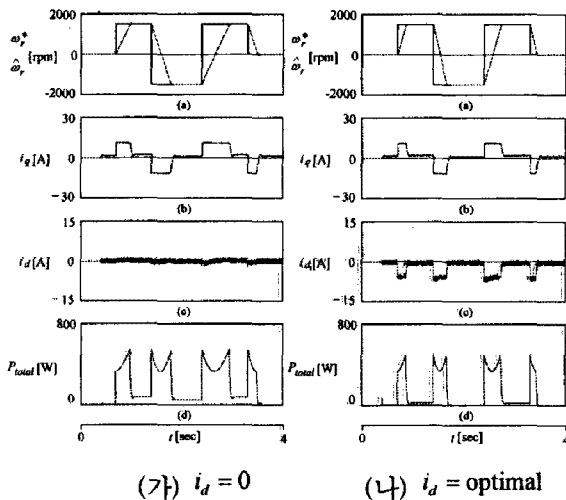 2000
ω_r^*
ω̂_r
[rpm]
0
-2000
(a)
30
i_q[A]
0
-30
(b)
15
i_d[A]
0
-15
(c)
800
P_total[W]
0
(d)
0
t[sec]
4
(가) i_d = 0
2000
ω_r^*
ω̂_r
[rpm]
0
-2000
(a)
30
i_q[A]
0
-30
(b)
15
i_d[A]
0
-15
(c)
800
P_total[W]
0
(d)
0
t[sec]
4
(나) i_d = optimal